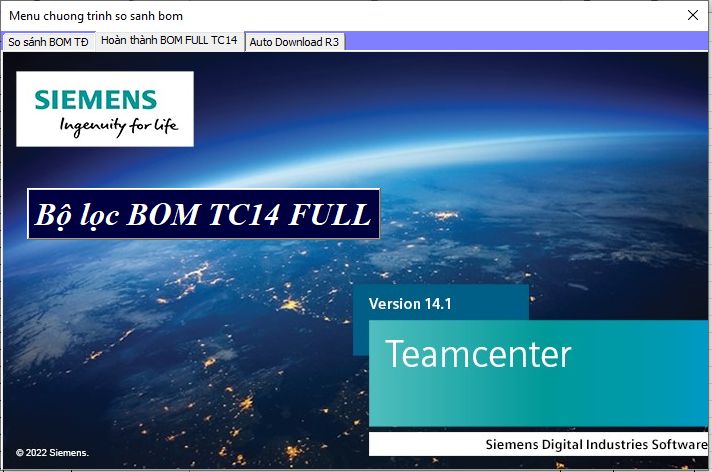 Menu chuong trinh so sanh bom
So sánh BOM TĐ
Hoàn thành BOM FULL TC14
Auto Download R3
SIEMENS
Ingenuity for life
Bộ lọc BOM TC14 FULL
Version 14.1
Teamcenter
Siemens Digital Industries Software
© 2022 Siemens.